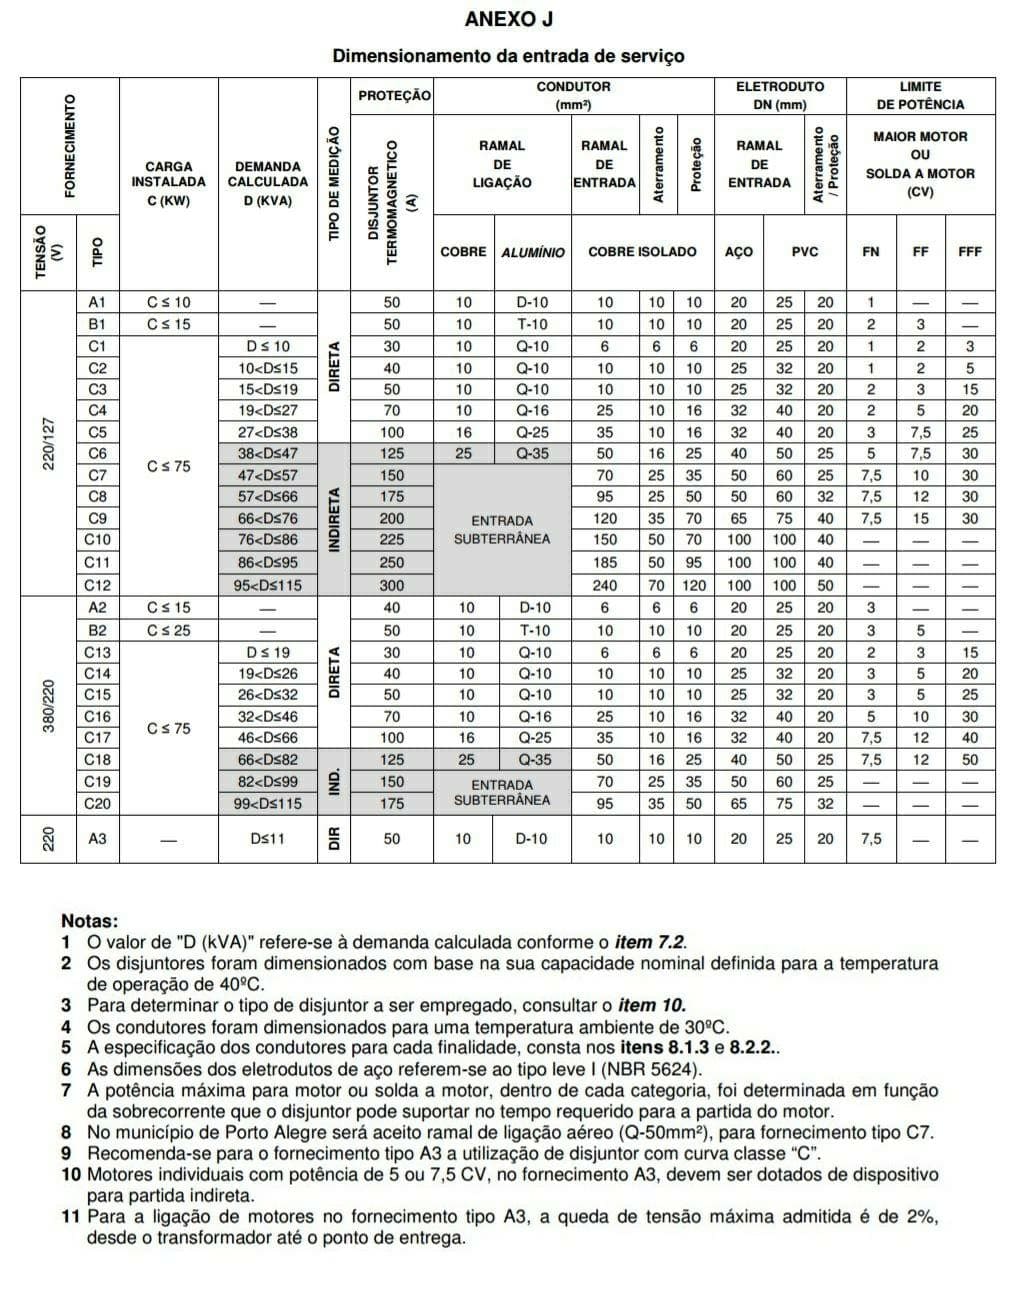 ANEXO J
Dimensionamento da entrada de serviço
FORNECIMENTO
CARGA INSTALADA C (KW)
DEMANDA CALCULADA D (KVA)
TIPO DE MEDIÇÃO
PROTEÇÃO
CONDUTOR (mm²)
ELETRODUTO DN (mm)
LIMITE DE POTÊNCIA
DISJUNTOR TERMOMAGNETICO (A)
RAMAL DE LIGAÇÃO
RAMAL DE ENTRADA
Aterramento
Proteção
RAMAL DE ENTRADA
Aterramento / Proteção
MAIOR MOTOR OU SOLDA A MOTOR (CV)
TENSÃO (V)
TIPO
COBRE ALUMÍNIO COBRE ISOLADO AÇO PVC FN FF FFF
220/127
DIRETA
A1 C ≤ 10 — 50 10 D-10 10 10 10 20 25 20 1 — —
B1 C ≤ 15 — 50 10 T-10 10 10 10 20 25 20 2 3 —
C ≤ 75
C1 D ≤ 10 30 10 Q-10 6 6 6 20 25 20 1 2 3
C2 10<D≤15 40 10 Q-10 10 10 10 25 32 20 1 2 5
C3 15<D≤19 50 10 Q-10 10 10 10 25 32 20 2 3 15
C4 19<D≤27 70 10 Q-16 25 10 16 32 40 20 2 5 20
C5 27<D≤38 100 16 Q-25 35 10 16 32 40 20 3 7,5 25
INDIRETA
C6 38<D≤47 125 25 Q-35 50 16 25 40 50 25 5 7,5 30
ENTRADA SUBTERRÂNEA
C7 47<D≤57 150 70 25 35 50 60 25 7,5 10 30
C8 57<D≤66 175 95 25 50 50 60 32 7,5 12 30
C9 66<D≤76 200 120 35 70 65 75 40 7,5 15 30
C10 76<D≤86 225 150 50 70 100 100 40 — — —
C11 86<D≤95 250 185 50 95 100 100 40 — — —
C12 95<D≤115 300 240 70 120 100 100 50 — — —
380/220
DIRETA
A2 C ≤ 15 — 40 10 D-10 6 6 6 20 25 20 3 — —
B2 C ≤ 25 — 50 10 T-10 10 10 10 20 25 20 3 5 —
C ≤ 75
C13 D ≤ 19 30 10 Q-10 6 6 6 20 25 20 2 3 15
C14 19<D≤26 40 10 Q-10 10 10 10 25 32 20 3 5 20
C15 26<D≤32 50 10 Q-10 10 10 10 25 32 20 3 5 25
C16 32<D≤46 70 10 Q-16 25 10 16 32 40 20 5 10 30
C17 46<D≤66 100 16 Q-25 35 10 16 32 40 20 7,5 12 40
IND.
C18 66<D≤82 125 25 Q-35 50 16 25 40 50 25 7,5 12 50
ENTRADA SUBTERRÂNEA
C19 82<D≤99 150 70 25 35 50 60 25 — — —
C20 99<D≤115 175 95 35 50 65 75 32 — — —
220 A3 — D≤11 DIR 50 10 D-10 10 10 10 20 25 20 7,5 — —
Notas:
1 O valor de "D (kVA)" refere-se à demanda calculada conforme o item 7.2.
2 Os disjuntores foram dimensionados com base na sua capacidade nominal definida para a temperatura
de operação de 40ºC.
3 Para determinar o tipo de disjuntor a ser empregado, consultar o item 10.
4 Os condutores foram dimensionados para uma temperatura ambiente de 30ºC.
5 A especificação dos condutores para cada finalidade, consta nos itens 8.1.3 e 8.2.2..
6 As dimensões dos eletrodutos de aço referem-se ao tipo leve I (NBR 5624).
7 A potência máxima para motor ou solda a motor, dentro de cada categoria, foi determinada em função
da sobrecorrente que o disjuntor pode suportar no tempo requerido para a partida do motor.
8 No município de Porto Alegre será aceito ramal de ligação aéreo (Q-50mm²), para fornecimento tipo C7.
9 Recomenda-se para o fornecimento tipo A3 a utilização de disjuntor com curva classe “C”.
10 Motores individuais com potência de 5 ou 7,5 CV, no fornecimento A3, devem ser dotados de dispositivo
para partida indireta.
11 Para a ligação de motores no fornecimento tipo A3, a queda de tensão máxima admitida é de 2%,
desde o transformador até o ponto de entrega.